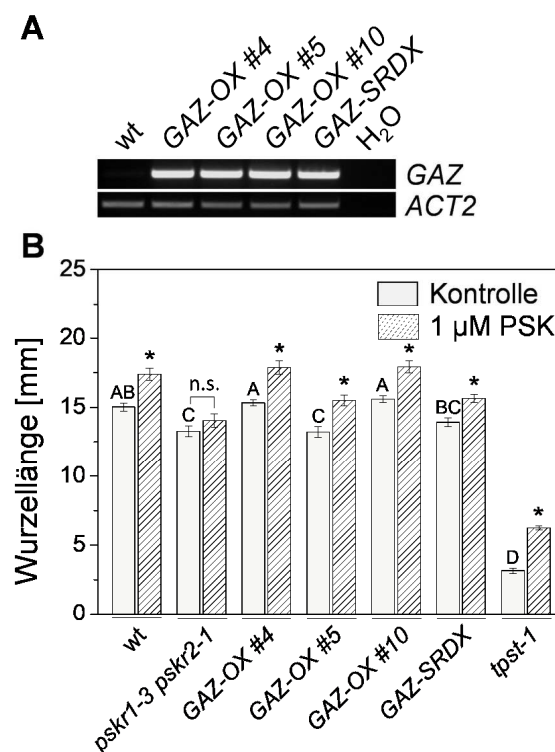 A
wt
GAZ-OX #4
GAZ-OX #5
GAZ-OX #10
GAZ-SRDX
H2O
GAZ
ACT2
B
25
20
15
10
5
0
Wurzellänge [mm]
Kontrolle
1 µM PSK
AB * C n.s. A * C * A * BC * D *
wt
pskr1-3 pskr2-1
GAZ-OX #4
GAZ-OX #5
GAZ-OX #10
GAZ-SRDX
tpst-1